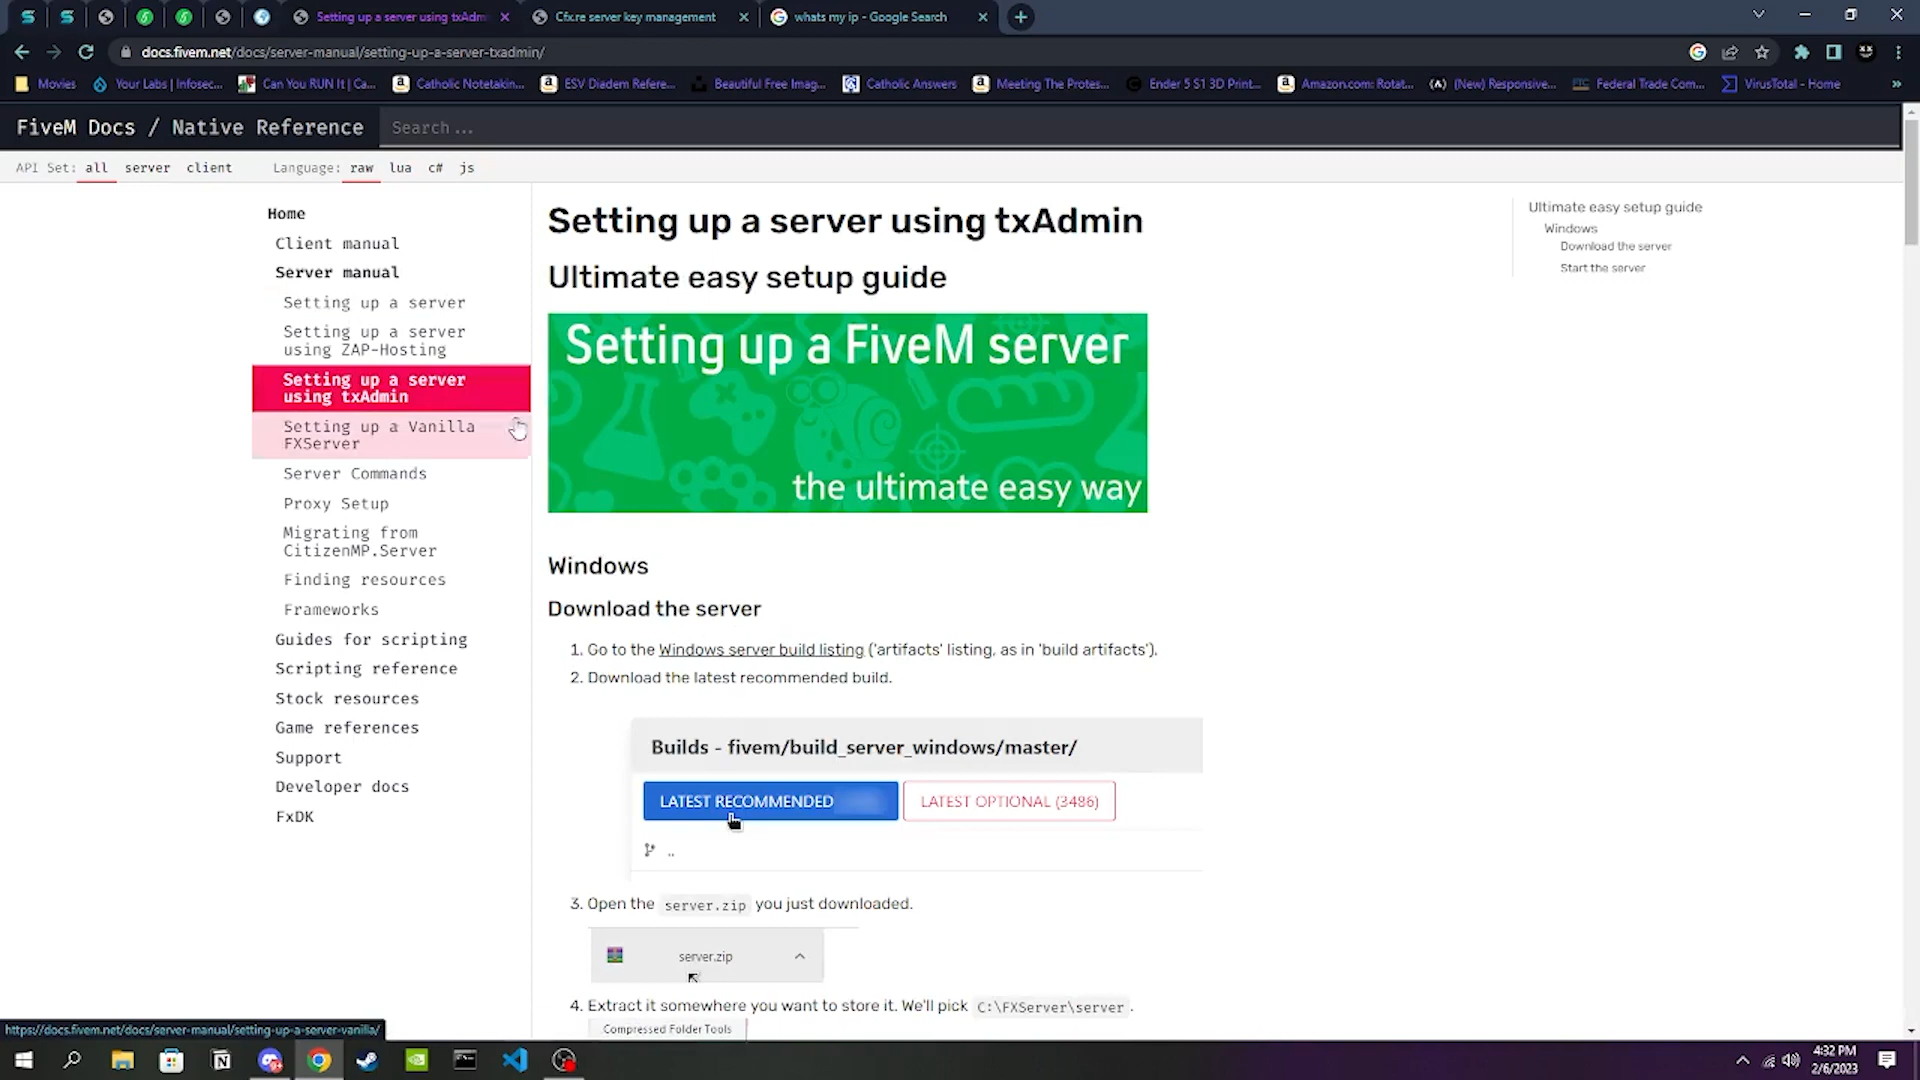 Setting up a server using txAdm
Cfx.re server key management
whats my ip - Google Search
docs.fivem.net/docs/server-manual/setting-up-a-server-txadmin/
Movies
Your Labs | Infosec...
Can You RUN It | Ca...
Catholic Notetakin...
ESV Diadem Refere...
Beautiful Free Imag...
Catholic Answers
Meeting The Protes...
Ender 5 S1 3D Print...
Amazon.com: Rotat...
(New) Responsive...
Federal Trade Com...
VirusTotal - Home
FiveM Docs / Native Reference
Search ...
API Set: all server client
Language: raw lua c# js
Home
Client manual
Server manual
Setting up a server
Setting up a server
using ZAP-Hosting
Setting up a server
using txAdmin
Setting up a Vanilla
FXServer
Server Commands
Proxy Setup
Migrating from
CitizenMP.Server
Finding resources
Frameworks
Guides for scripting
Scripting reference
Stock resources
Game references
Support
Developer docs
FxDK
Setting up a server using txAdmin
Ultimate easy setup guide
Setting up a FiveM server
the ultimate easy way
Windows
Download the server
1. Go to the Windows server build listing ('artifacts' listing, as in 'build artifacts').
2. Download the latest recommended build.
Builds - fivem/build_server_windows/master/
LATEST RECOMMENDED
LATEST OPTIONAL (3486)
..
3. Open the server.zip you just downloaded.
server.zip
4. Extract it somewhere you want to store it. We'll pick C:\FXServer\server .
Compressed Folder Tools
Ultimate easy setup guide
Windows
Download the server
Start the server
https://docs.fivem.net/docs/server-manual/setting-up-a-server-vanilla/
4:32 PM
2/6/2023